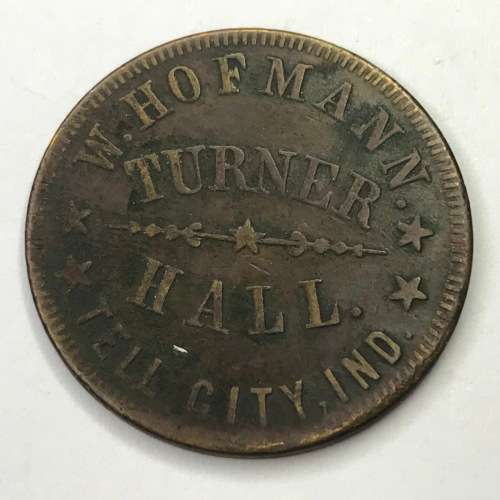 W. HOFMANN.
TURNER
HALL.
TELL CITY, IND.